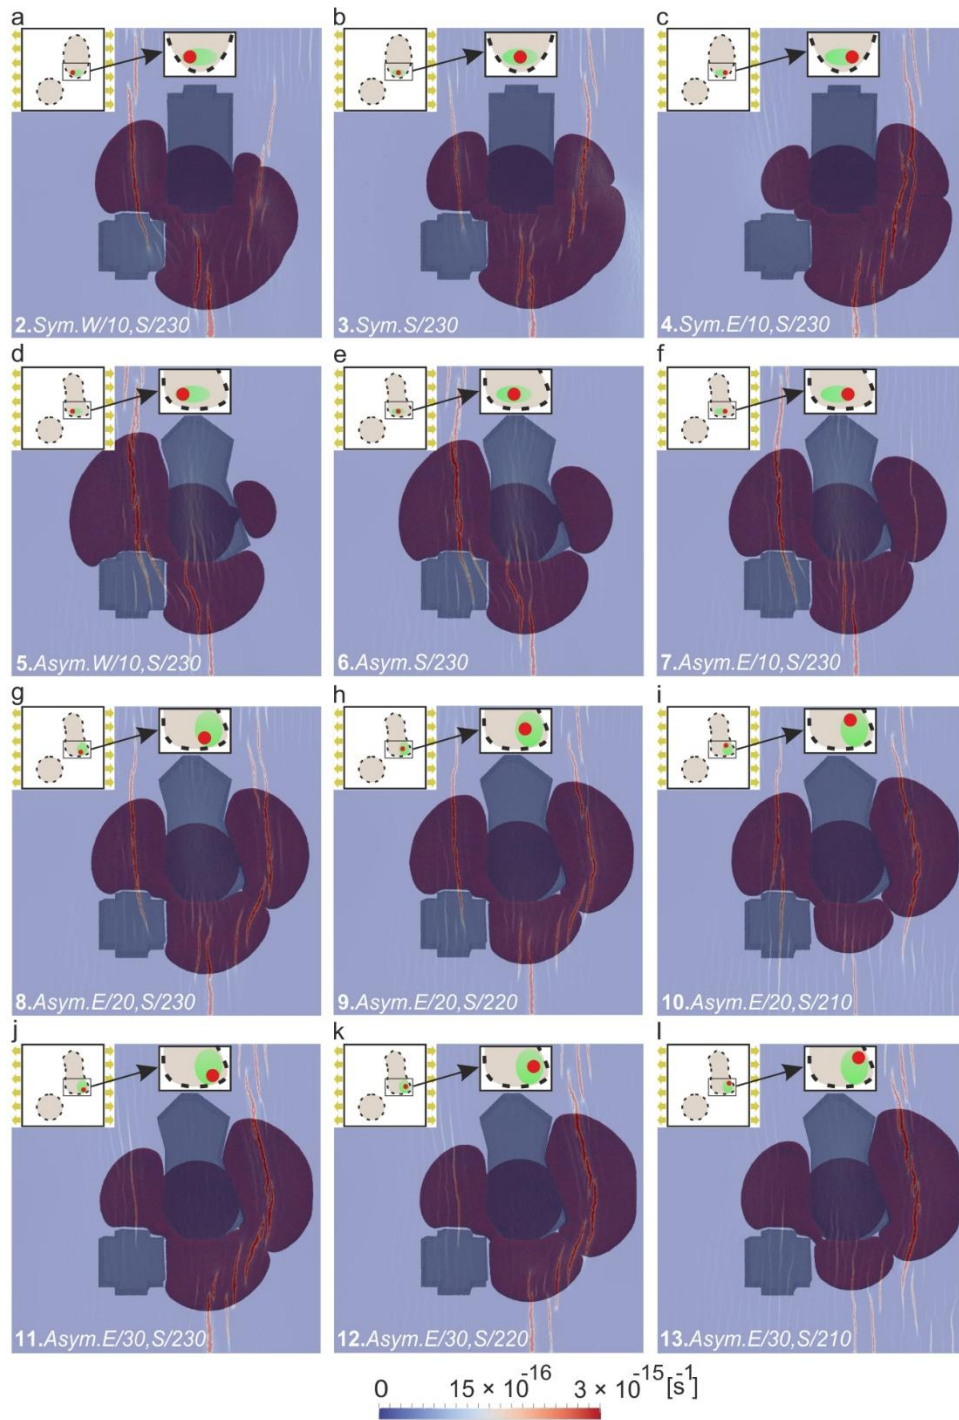 a
b
c
2.Sym.W/10,S/230
3.Sym.S/230
4.Sym.E/10,S/230
d
e
f
5.Asym.W/10,S/230
6.Asym.S/230
7.Asym.E/10,S/230
g
h
i
8.Asym.E/20,S/230
9.Asym.E/20,S/220
10.Asym.E/20,S/210
j
k
l
11.Asym.E/30,S/230
12.Asym.E/30,S/220
13.Asym.E/30,S/210
0 15 × 10⁻¹⁶ 3 × 10⁻¹⁵ [s⁻¹]